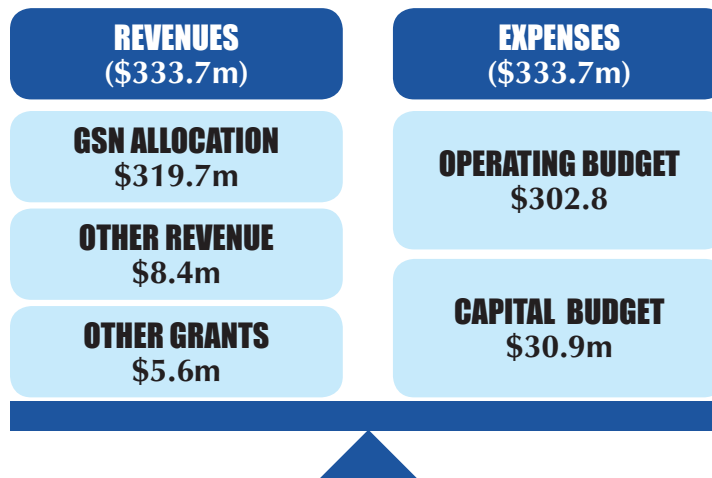 REVENUES
($333.7m)
GSN ALLOCATION
$319.7m
OTHER REVENUE
$8.4m
OTHER GRANTS
$5.6m
EXPENSES
($333.7m)
OPERATING BUDGET
$302.8
CAPITAL BUDGET
$30.9m